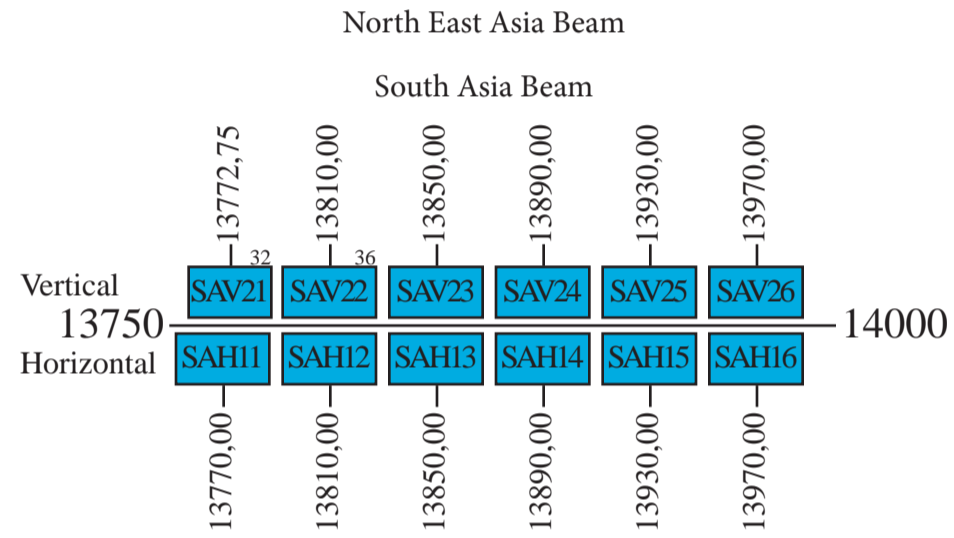 North East Asia Beam
South Asia Beam
13772,75 13810,00 13850,00 13890,00 13930,00 13970,00
32 36
Vertical SAV21 SAV22 SAV23 SAV24 SAV25 SAV26
13750 14000
Horizontal SAH11 SAH12 SAH13 SAH14 SAH15 SAH16
13770,00 13810,00 13850,00 13890,00 13930,00 13970,00